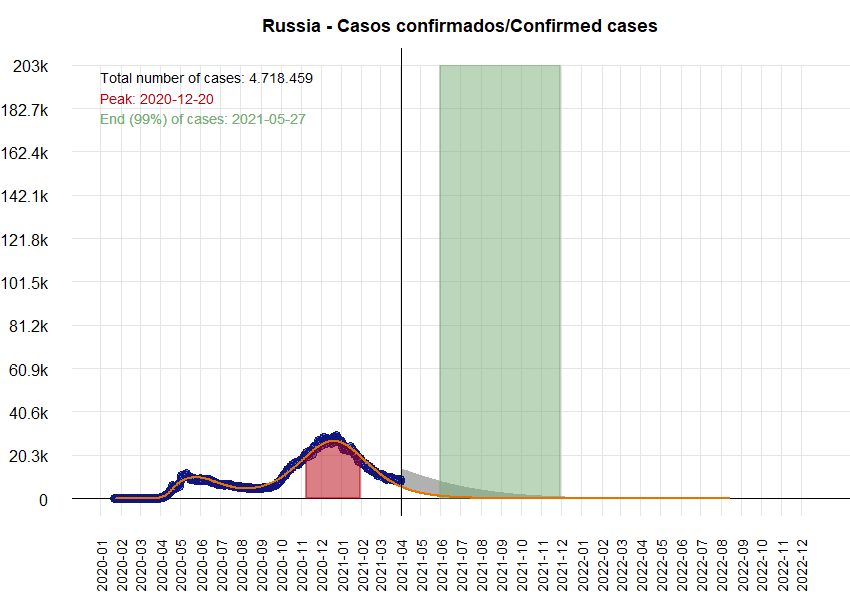 Russia - Casos confirmados/Confirmed cases
Total number of cases: 4.718.459
Peak: 2020-12-20
End (99%) of cases: 2021-05-27
203k
182.7k
162.4k
142.1k
121.8k
101.5k
81.2k
60.9k
40.6k
20.3k
0
2020-01
2020-02
2020-03
2020-04
2020-05
2020-06
2020-07
2020-08
2020-09
2020-10
2020-11
2020-12
2021-01
2021-02
2021-03
2021-04
2021-05
2021-06
2021-07
2021-08
2021-09
2021-10
2021-11
2021-12
2022-01
2022-02
2022-03
2022-04
2022-05
2022-06
2022-07
2022-08
2022-09
2022-10
2022-11
2022-12